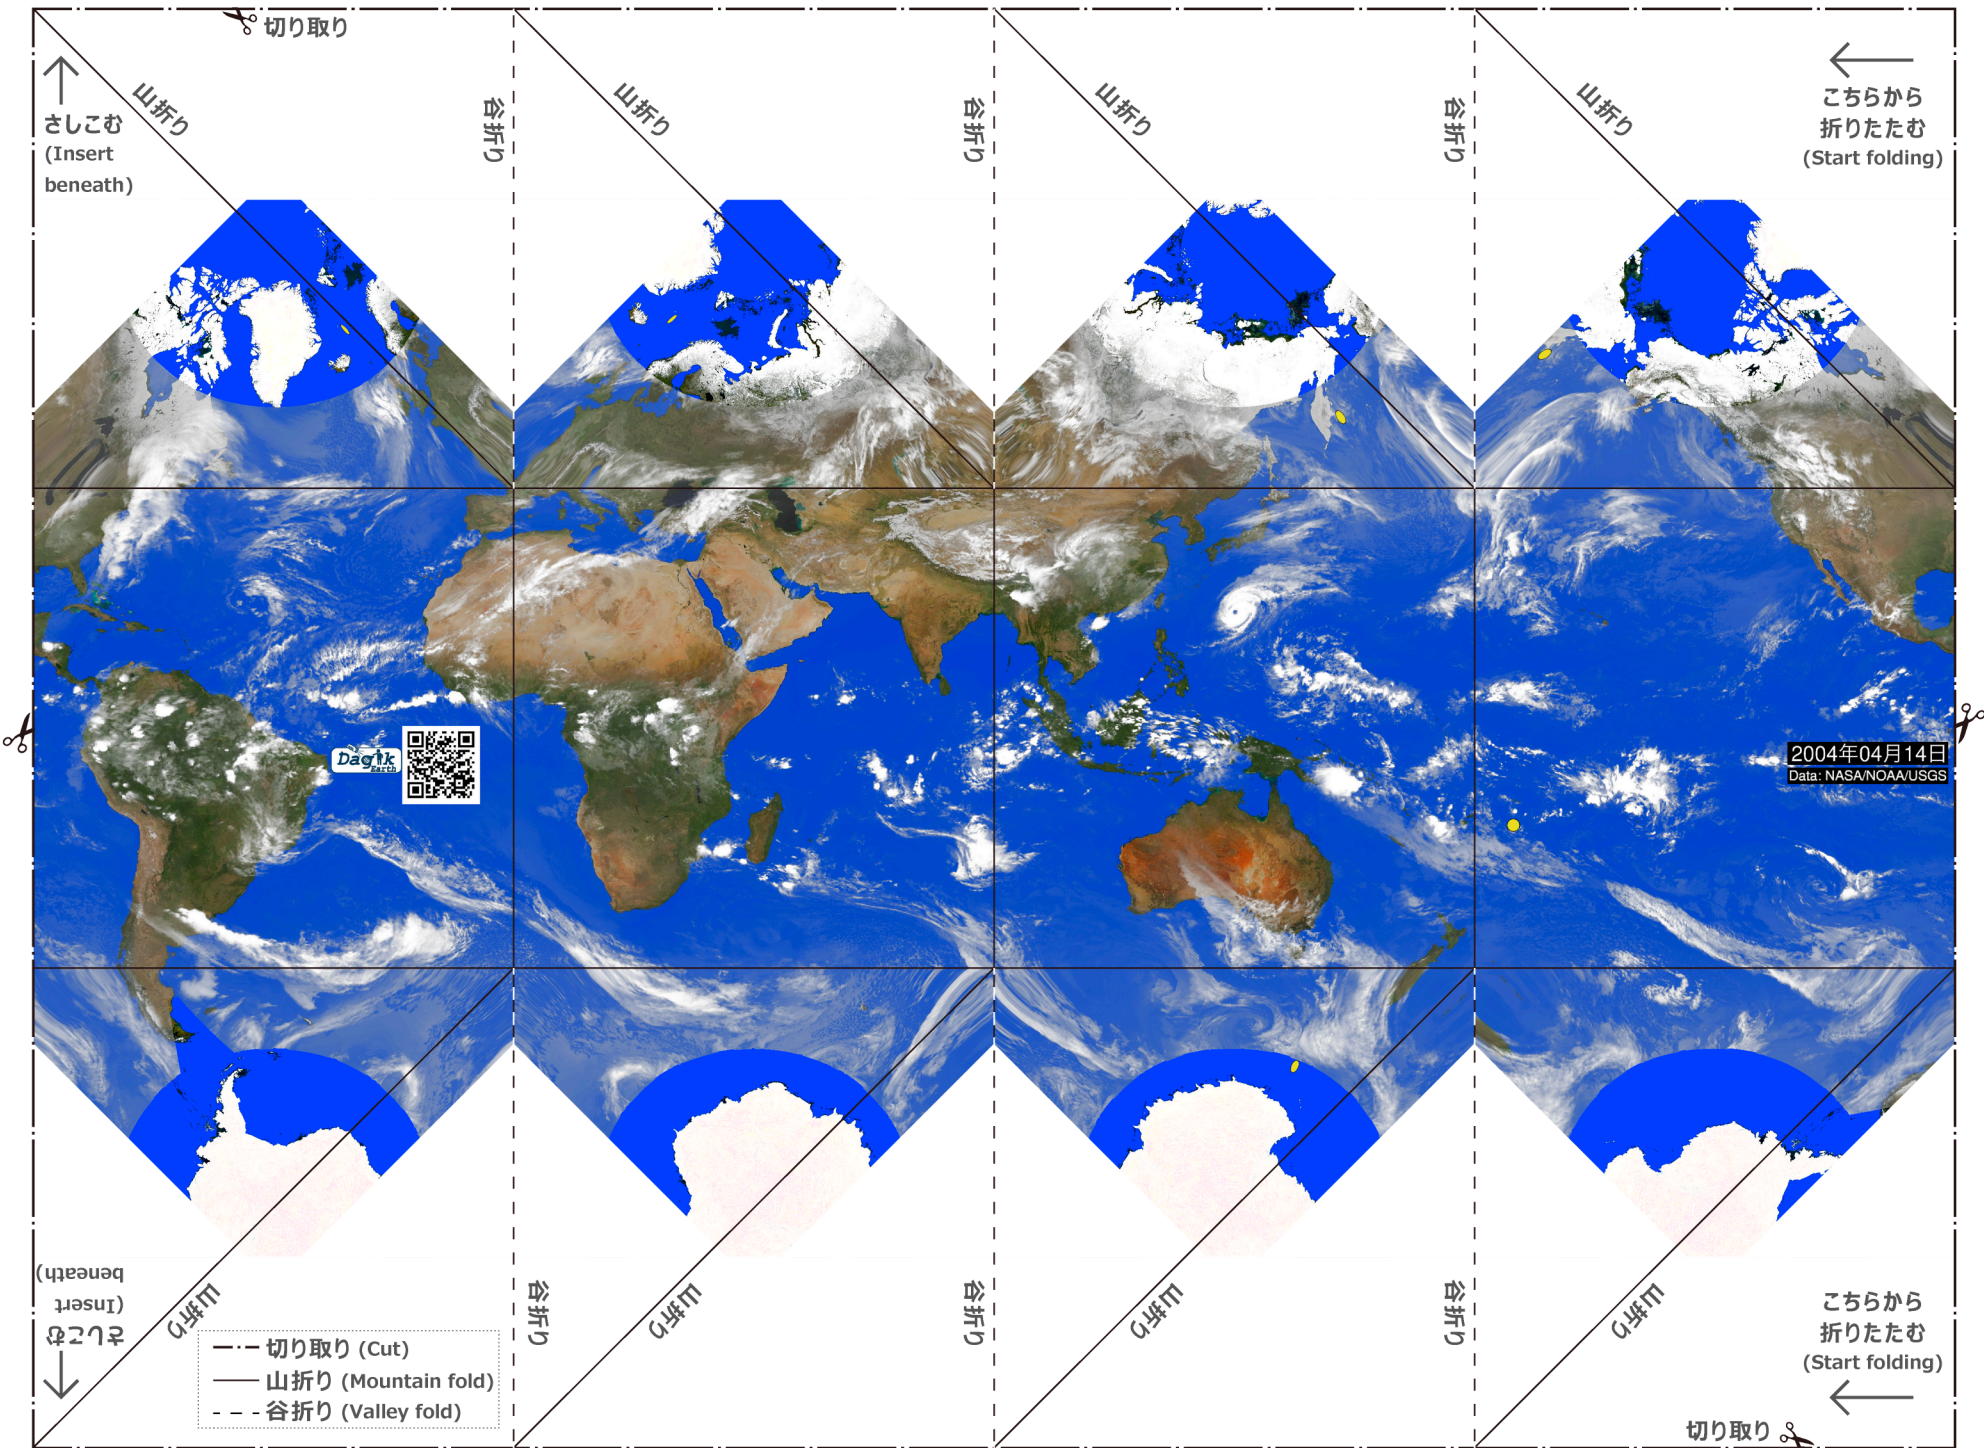 切り取り
山折り
谷折り
山折り
谷折り
山折り
谷折り
山折り
さしこむ
(Insert
beneath)
こちらから
折りたたむ
(Start folding)
Dagik
Earth
2004年04月14日
Data: NASA/NOAA/USGS
さしこむ
(Insert
beneath)
山折り
谷折り
山折り
谷折り
山折り
谷折り
山折り
こちらから
折りたたむ
(Start folding)
切り取り (Cut)
山折り (Mountain fold)
谷折り (Valley fold)
切り取り